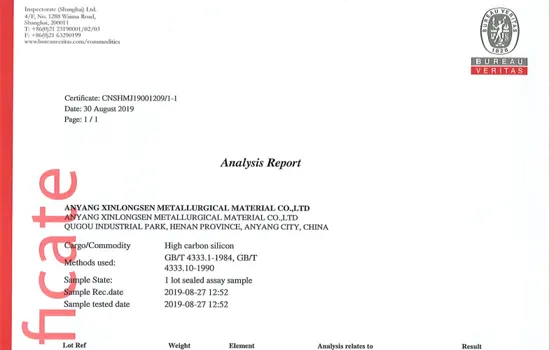 Inspectorate (Shanghai) Ltd.
4/F, No. 1288 Waima Road,
Shanghai, 200011
T: +86(0)21 23190001/02/03
F: +86(0)21 63290199
www.bureauveritas.com/commodities
BUREAU VERITAS
1828
BUREAU
VERITAS
Certificate: CNSHMJ19001209/1-1
Date: 30 August 2019
Page: 1 / 1
Analysis Report
ANYANG XINLONGSEN METALLURGICAL MATERIAL CO.,LTD
ANYANG XINLONGSEN METALLURGICAL MATERIAL CO.,LTD
QUGOU INDUSTRIAL PARK, HENAN PROVINCE, ANYANG CITY, CHINA
Cargo/Commodity High carbon silicon
Methods used: GB/T 4333.1-1984, GB/T
4333.10-1990
Sample State: 1 lot sealed assay sample
Sample Rec.date 2019-08-27 12:52
Sample tested date 2019-08-27 12:52
Lot Ref Weight Element Analysis relates to Result
ficate